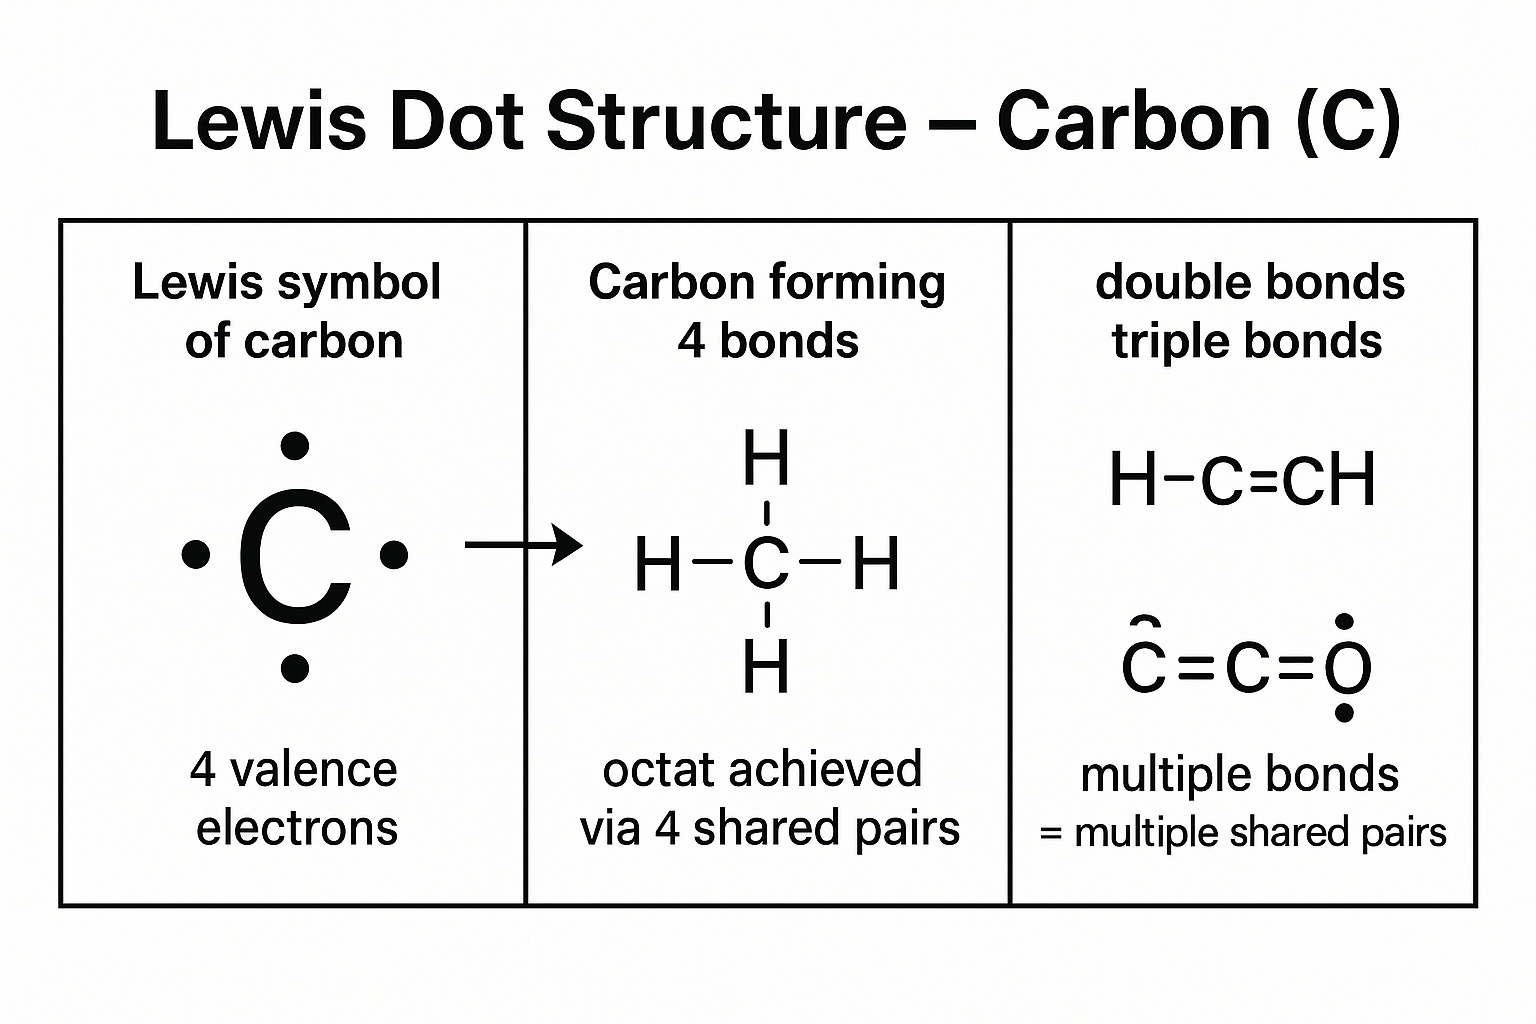 Lewis Dot Structure – Carbon (C)
Lewis symbol
of carbon
C
4 valence
electrons
Carbon forming
4 bonds
H
H–C–H
H
octat achieved
via 4 shared pairs
double bonds
triple bonds
H–C=CH
C=C=O
multiple bonds
= multiple shared pairs